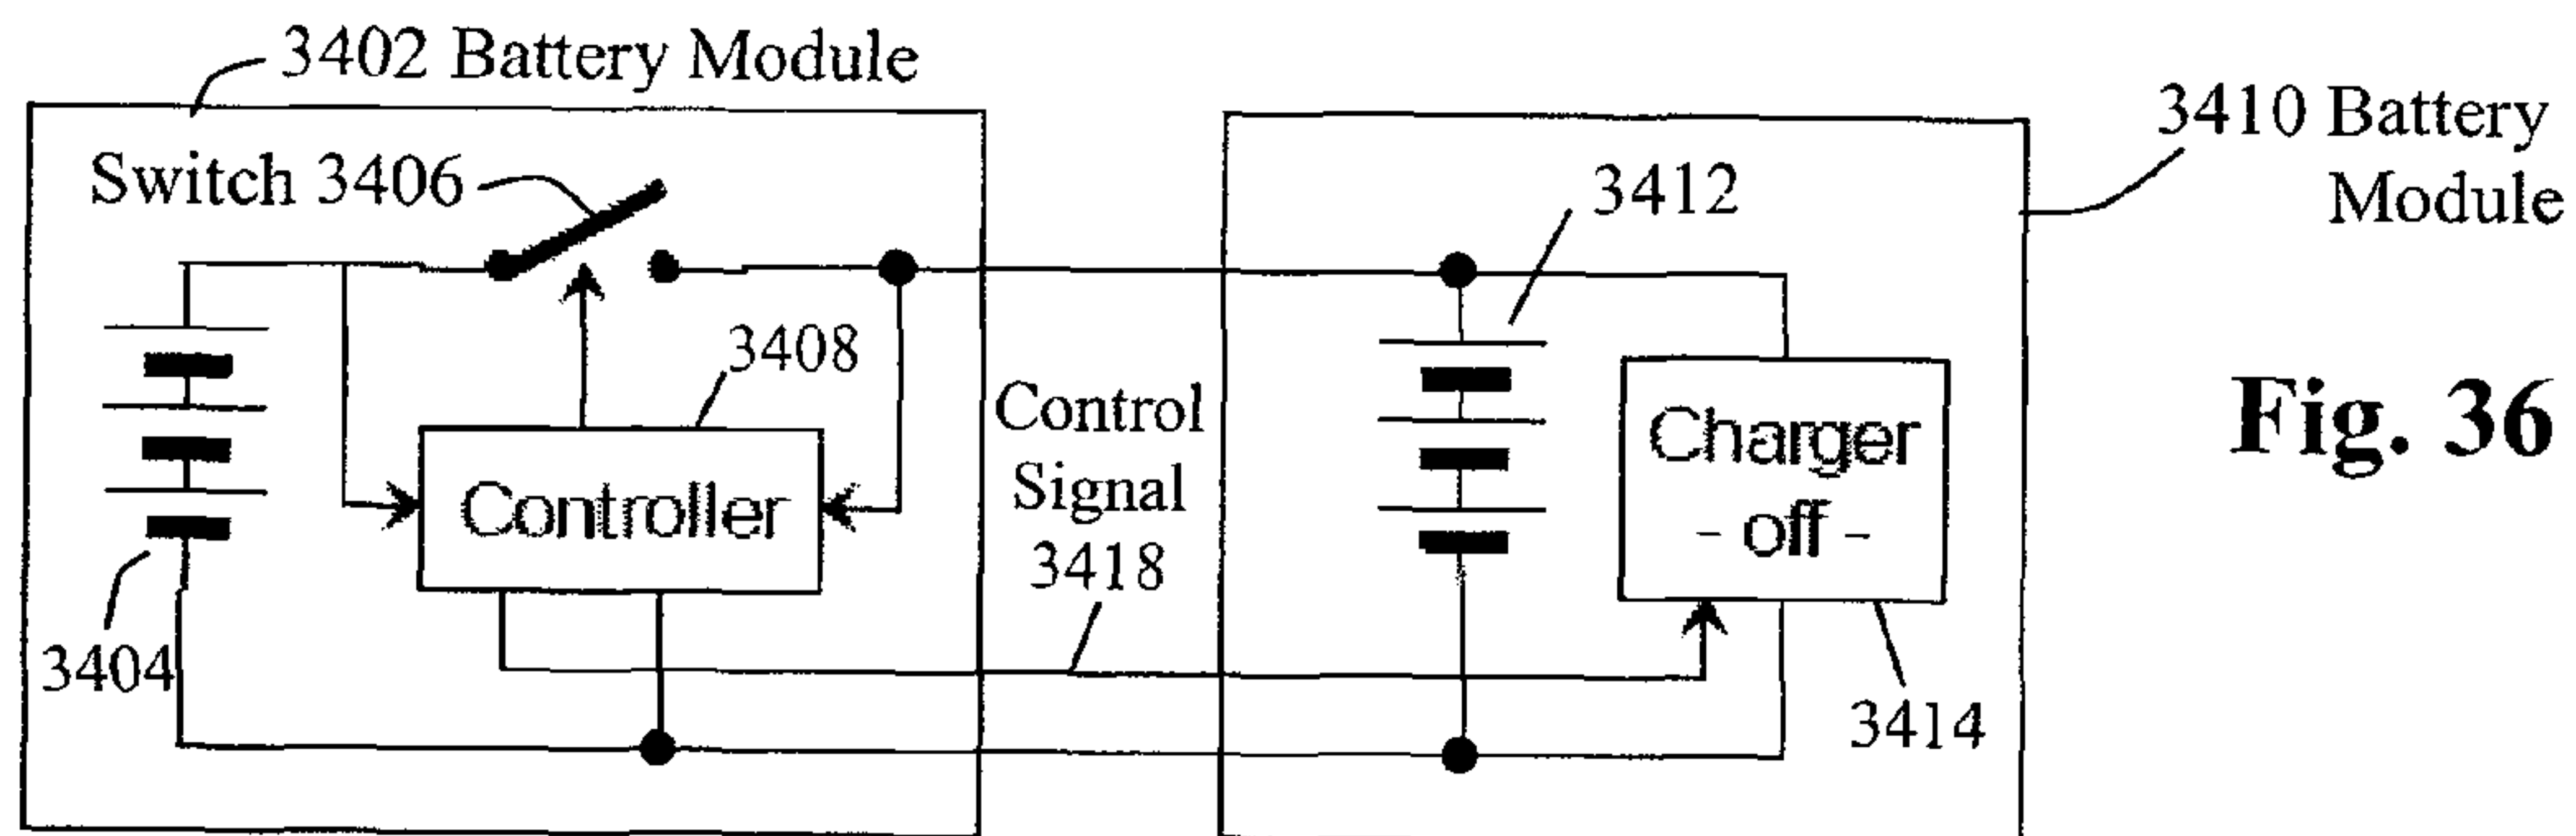 3402 Battery Module
Switch 3406
3408
Controller
3404
Control
Signal
3418
3410 Battery
Module
3412
Charger
- off -
3414
Fig. 36